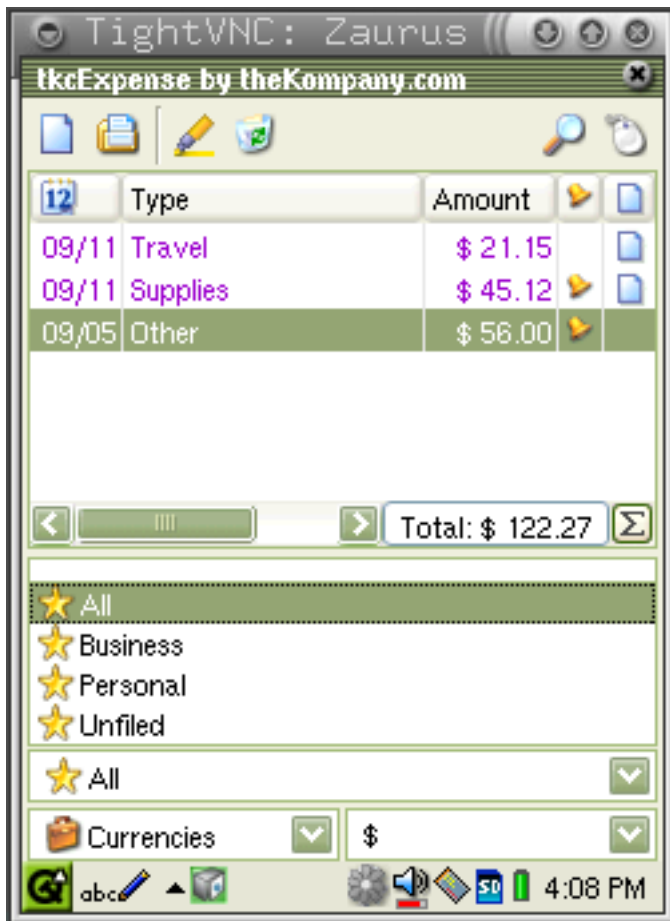 TightVNC: Zaurus
tkcExpense by theKompany.com
12 Type Amount
09/11 Travel $ 21.15
09/11 Supplies $ 45.12
09/05 Other $ 56.00
Total: $ 122.27 Σ
All
Business
Personal
Unfiled
All
Currencies $
abc SD 4:08 PM